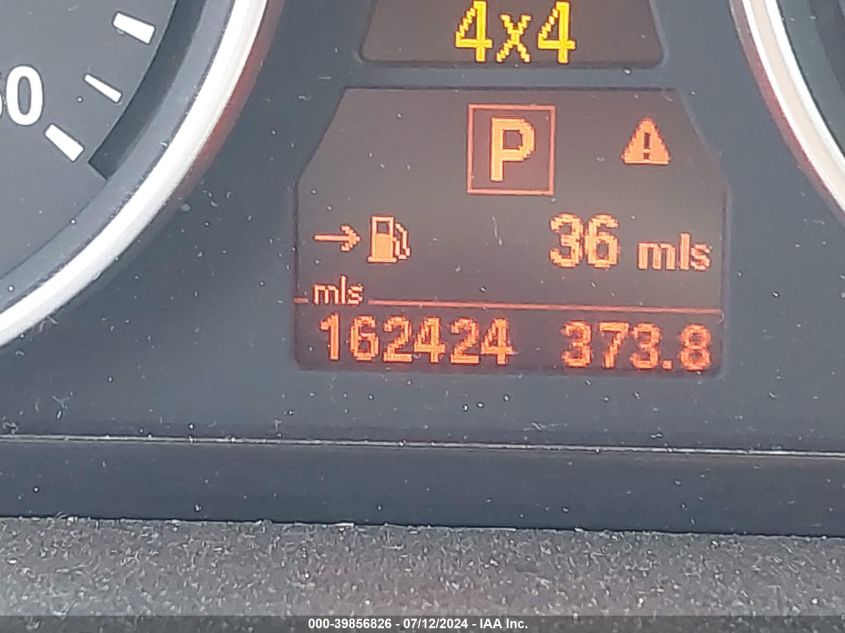 4x4
P
36 mls
mls
162424 373.8
000-39856826 - 07/12/2024 - IAA Inc.